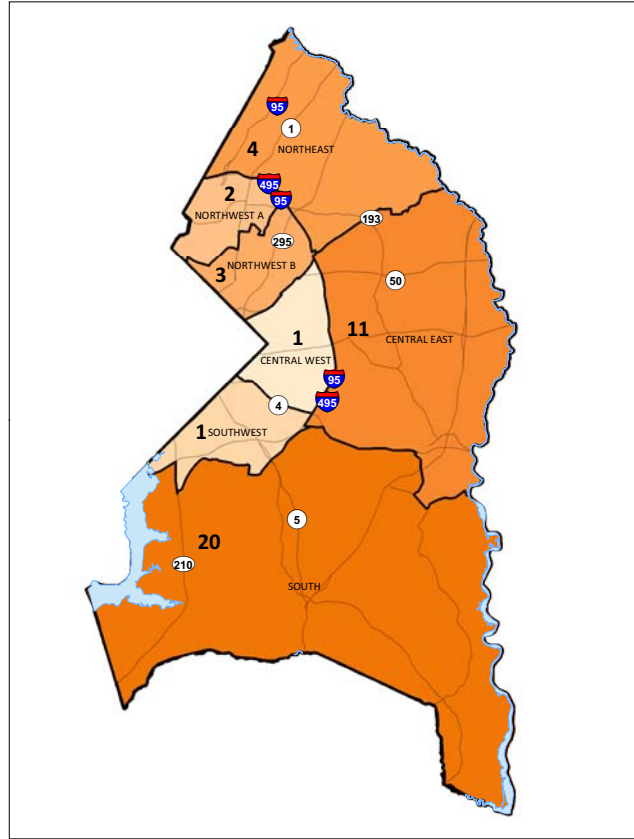 95
1
4
NORTHEAST
495
2
95
NORTHWEST A
193
295
NORTHWEST B
3
50
1
11
CENTRAL EAST
CENTRAL WEST
95
495
4
1 SOUTHWEST
5
20
210
SOUTH